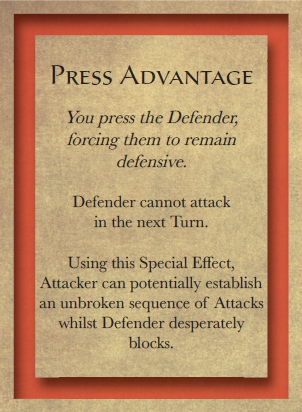 Press Advantage
You press the Defender,
forcing them to remain
defensive.
Defender cannot attack
in the next Turn.
Using this Special Effect,
Attacker can potentially establish
an unbroken sequence of Attacks
whilst Defender desperately
blocks.